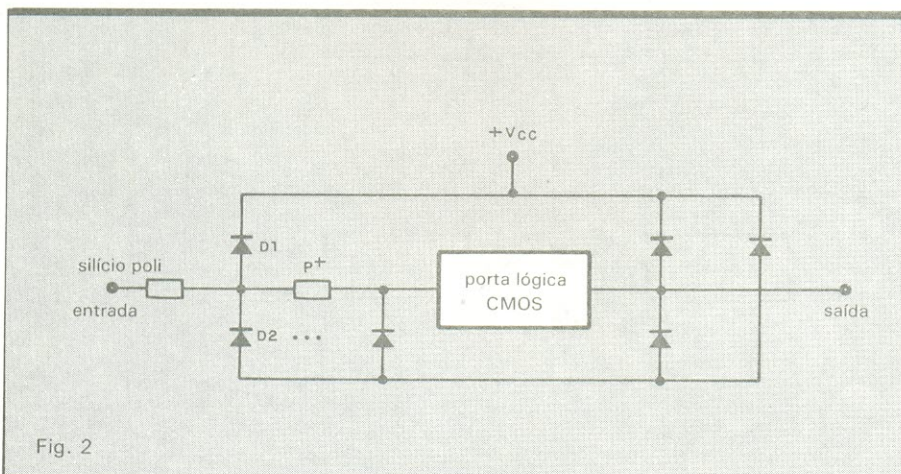 +VCC
D1
silício poli
P+
porta lógica
CMOS
entrada
saída
D2 •••
Fig. 2